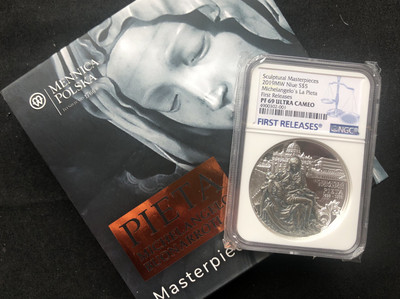 MENNICA
POLSKA
PIETA
Masterpie
Sculptural Masterpieces
2019MW Niue S$5
Michelangelo's La Pieta
First Releases
PF 69 ULTRA CAMEO
FIRST RELEASES
NGC